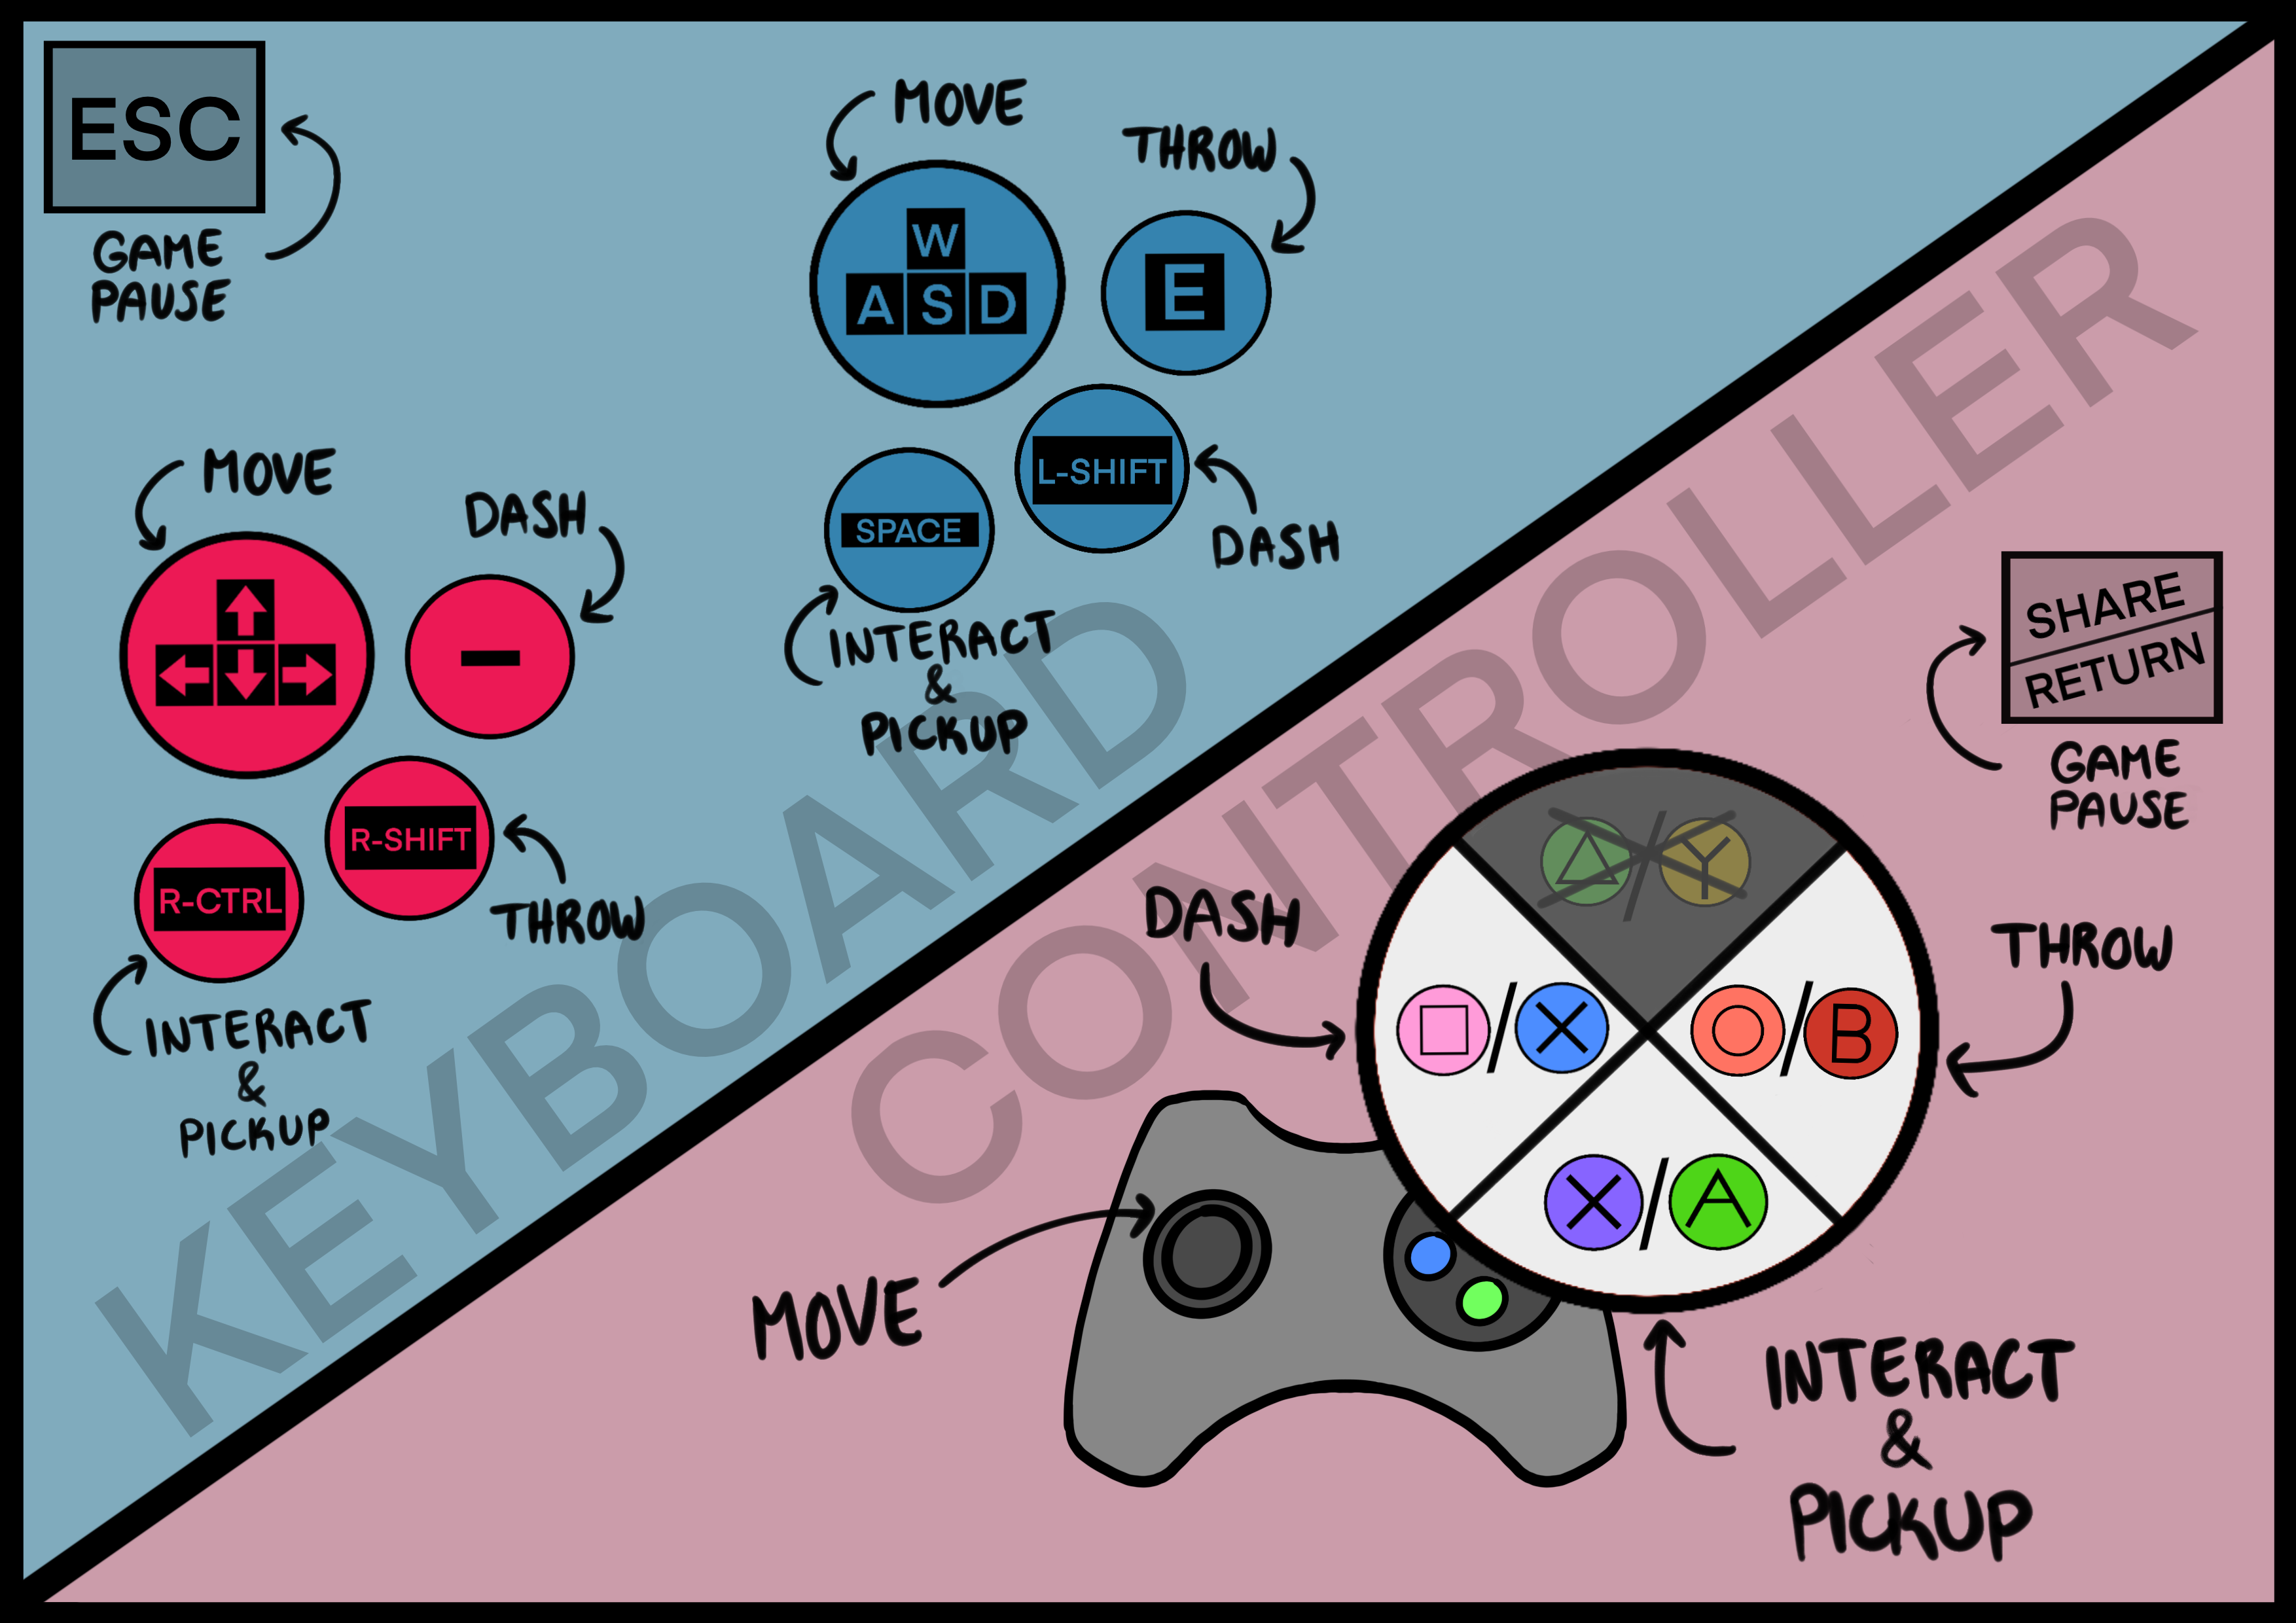 ESC
GAME
PAUSE
MOVE
W
A S D
THROW
E
L-SHIFT
DASH
SPACE
INTERACT
&
PICKUP
MOVE
DASH
-
R-SHIFT
THROW
R-CTRL
INTERACT
&
PICKUP
KEYBOARD
CONTROLLER
SHARE
RETURN
GAME
PAUSE
/ Y
DASH
/ X
/ B
THROW
X / A
MOVE
INTERACT
&
PICKUP